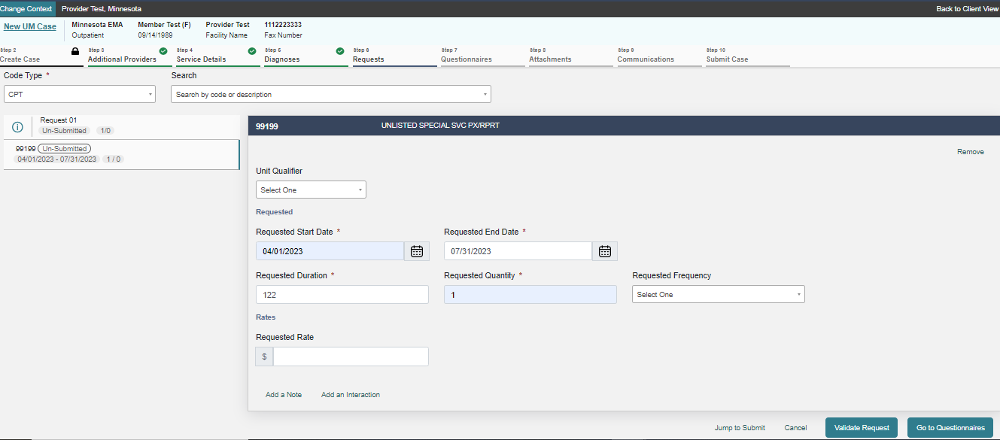 Change Context Provider Test, Minnesota Back to Client View
New UM Case
Minnesota EMA Member Test (F) Provider Test 1112223333
Outpatient 09/14/1989 Facility Name Fax Number
Step 2 Step 3 Step 4 Step 5 Step 6 Step 7 Step 8 Step 9 Step 10
Create Case Additional Providers Service Details Diagnoses Requests Questionnaires Attachments Communications Submit Case
Code Type * Search
CPT Search by code or description
Request 01
Un-Submitted 1/0
99199 Un-Submitted
04/01/2023 - 07/31/2023 1 / 0
99199 UNLISTED SPECIAL SVC PX/RPRT
Remove
Unit Qualifier
Select One
Requested
Requested Start Date * Requested End Date *
04/01/2023 07/31/2023
Requested Duration * Requested Quantity * Requested Frequency
122 1 Select One
Rates
Requested Rate
$
Add a Note Add an Interaction
Jump to Submit Cancel Validate Request Go to Questionnaires